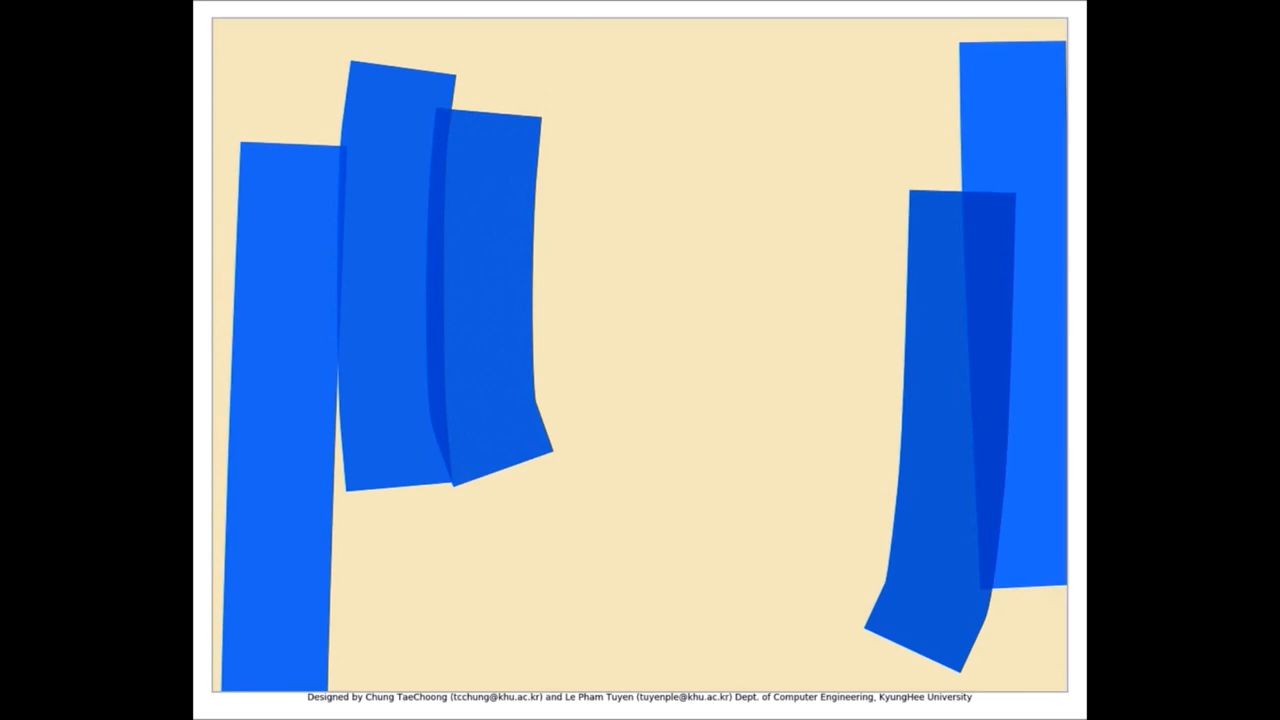 Designed by Chung TaeChoong (tcchung@khu.ac.kr) and Le Pham Tuyen (tuyenple@khu.ac.kr) Dept. of Computer Engineering, KyungHee University